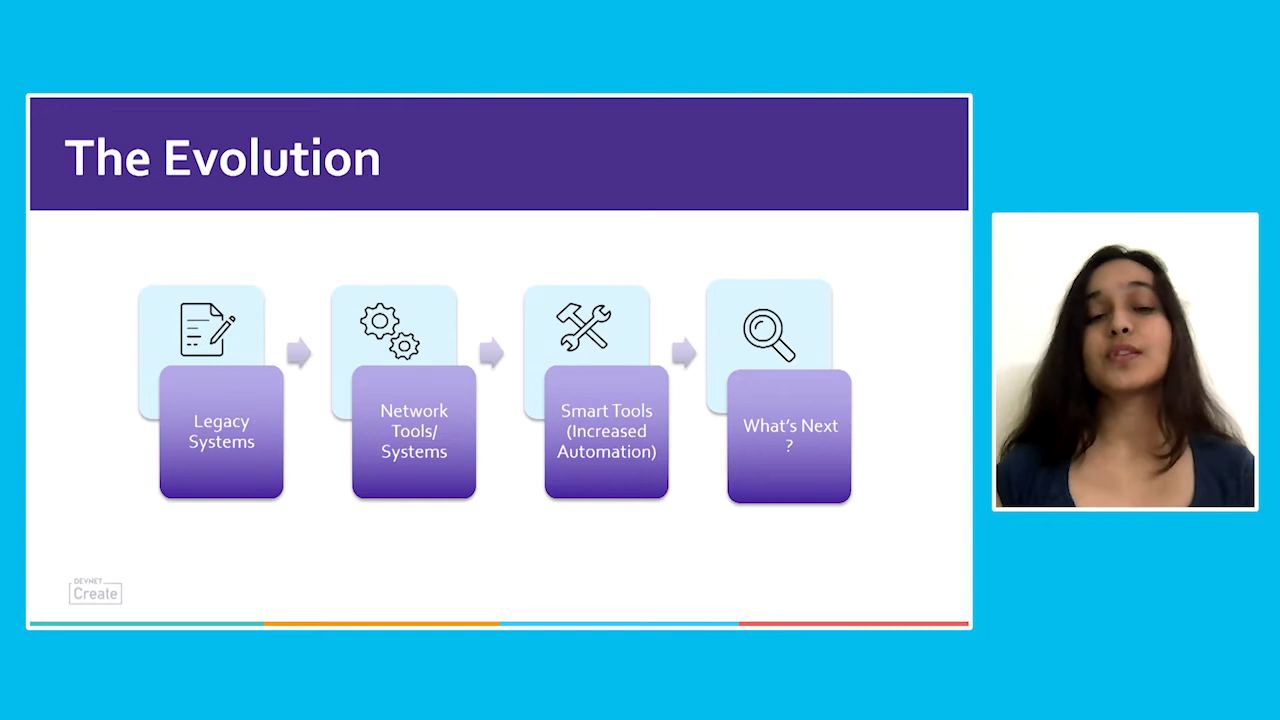 The Evolution
Legacy
Systems
Network
Tools/
Systems
Smart Tools
(Increased
Automation)
What's Next
?
DEVNET
Create